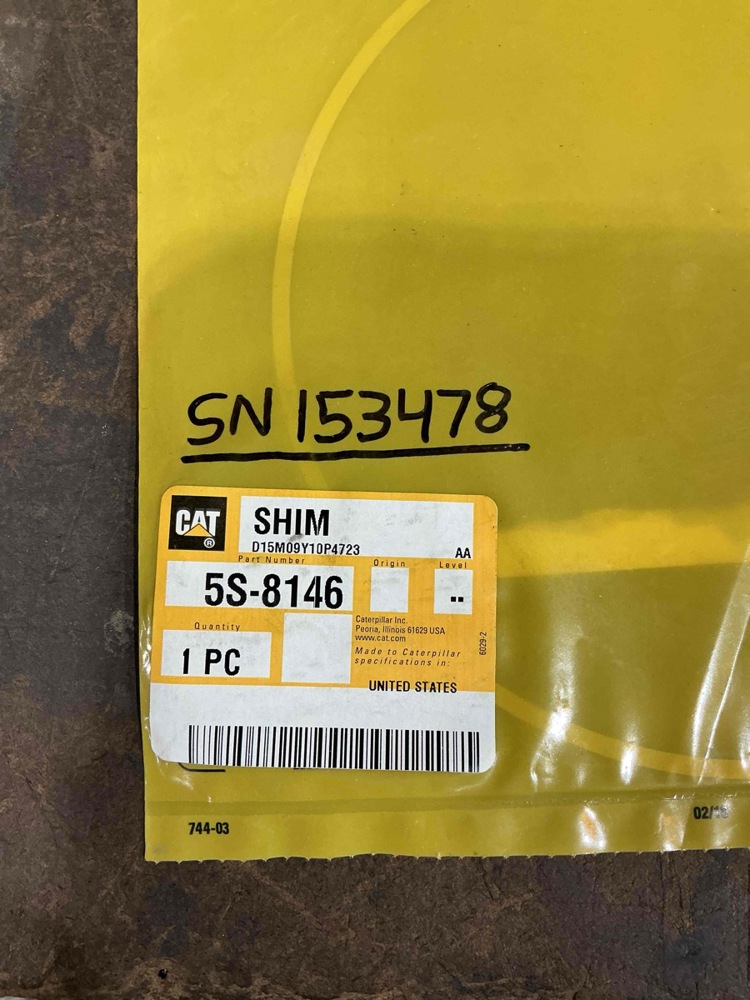 SN 153478
CAT
®
SHIM
D15M09Y10P4723
AA
Part Number
Origin
Level
5S-8146
--
Quantity
1 PC
Caterpillar Inc.
Peoria, Illinois 61629 USA
www.cat.com
Made to Caterpillar
specifications in:
6029-2
UNITED STATES
744-03